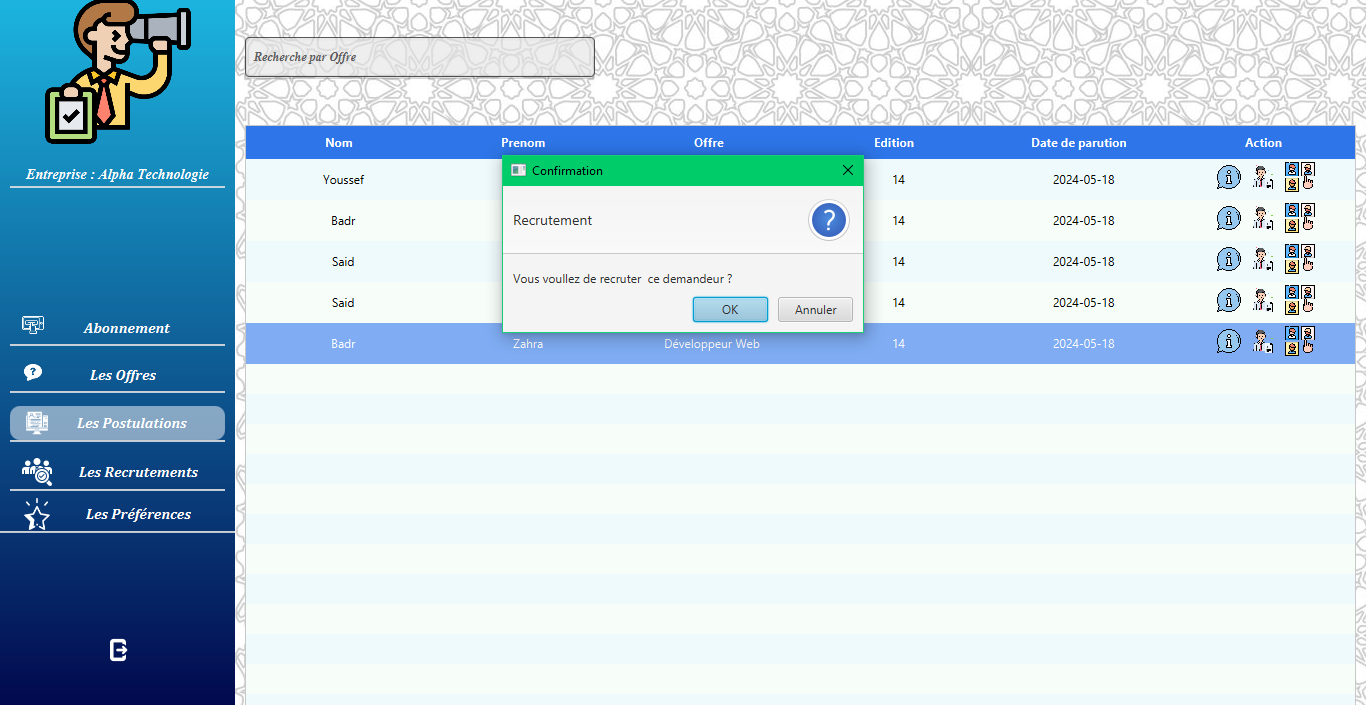 Recherche par Offre
Entreprise : Alpha Technologie
Abonnement
Les Offres
Les Postulations
Les Recrutements
Les Préférences
Nom Prenom Offre Edition Date de parution Action
Youssef 14 2024-05-18
Badr 14 2024-05-18
Said 14 2024-05-18
Said 14 2024-05-18
Badr Zahra Développeur Web 14 2024-05-18
Confirmation
Recrutement
?
Vous voullez de recruter ce demandeur ?
OK Annuler